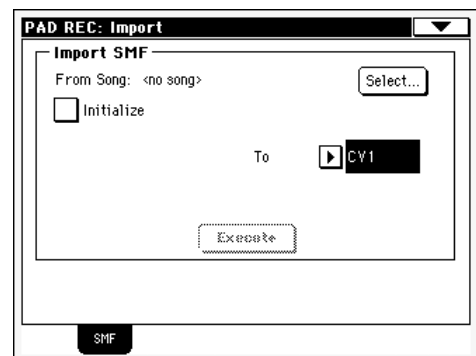 PAD REC: Import
Import SMF
From Song: <no song>
Select...
Initialize
To
CV1
Execute
SMF